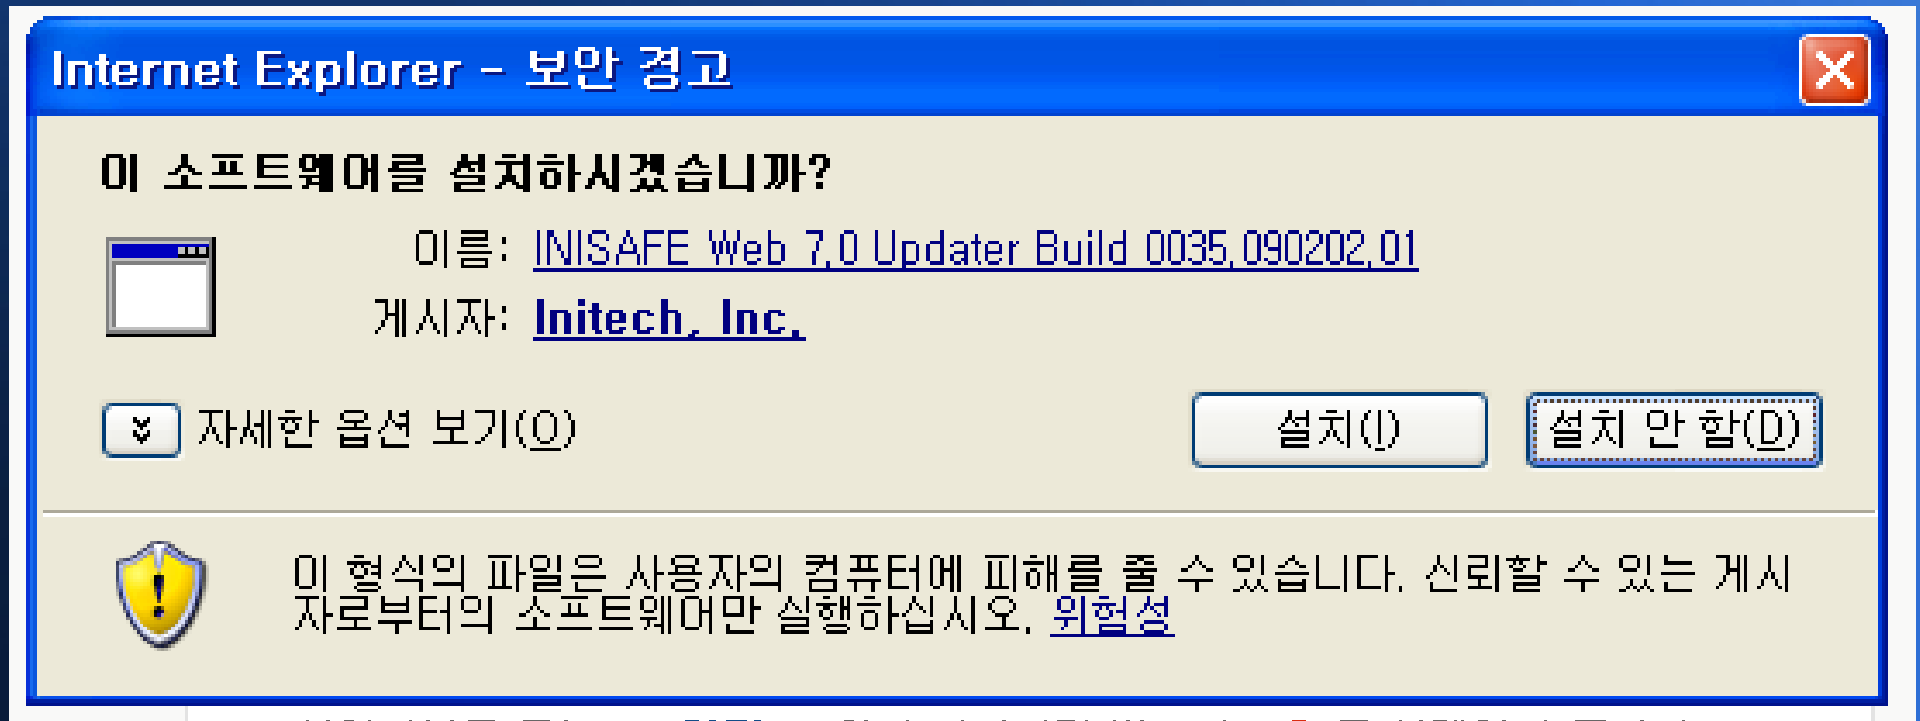 Internet Explorer - 보안 경고
이 소프트웨어를 설치하시겠습니까?
이름: INISAFE Web 7.0 Updater Build 0035.090202.01
게시자: Initech, Inc.
자세한 옵션 보기(O)
설치(I)
설치 안 함(D)
이 형식의 파일은 사용자의 컴퓨터에 피해를 줄 수 있습니다. 신뢰할 수 있는 게시
자로부터의 소프트웨어만 실행하십시오. 위험성